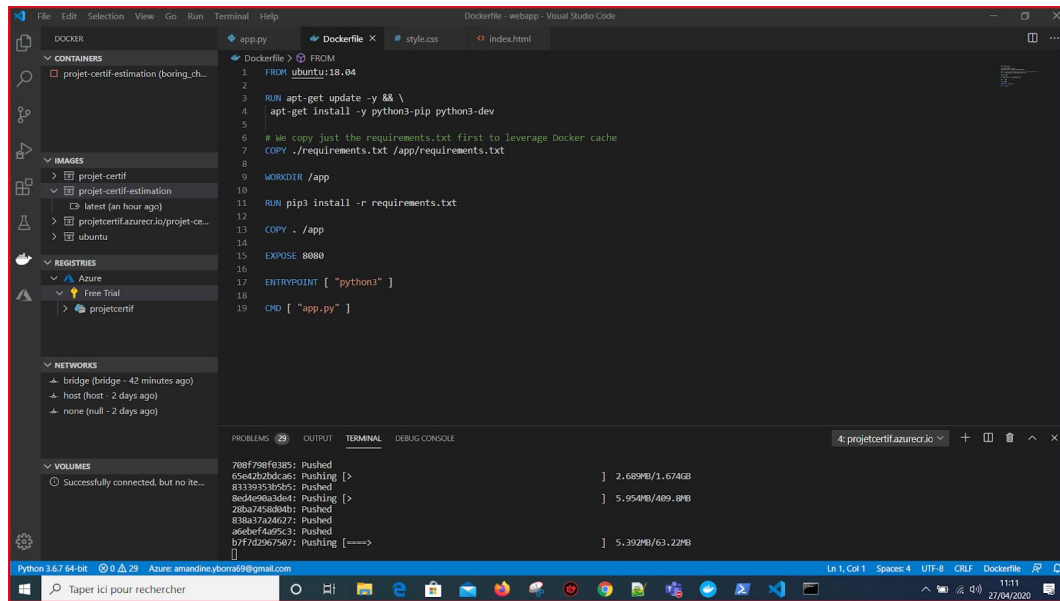 File Edit Selection View Go Run Terminal Help
Dockerfile - webapp - Visual Studio Code
DOCKER
CONTAINERS
projet-certif-estimation (boring_ch...
IMAGES
projet-certif
projet-certif-estimation
latest (an hour ago)
projetcertif.azurecr.io/projet-ce...
ubuntu
REGISTRIES
Azure
Free Trial
projetcertif
NETWORKS
bridge (bridge - 42 minutes ago)
host (host - 2 days ago)
none (null - 2 days ago)
VOLUMES
Successfully connected, but no ite...
app.py Dockerfile # style.css index.html
Dockerfile > FROM
1 FROM ubuntu:18.04
2
3 RUN apt-get update -y && \
4 apt-get install -y python3-pip python3-dev
5
6 # We copy just the requirements.txt first to leverage Docker cache
7 COPY ./requirements.txt /app/requirements.txt
8
9 WORKDIR /app
10
11 RUN pip3 install -r requirements.txt
12
13 COPY . /app
14
15 EXPOSE 8080
16
17 ENTRYPOINT [ "python3" ]
18
19 CMD [ "app.py" ]
PROBLEMS 29 OUTPUT TERMINAL DEBUG CONSOLE
4: projetcertif.azurecr.io
708f798f0385: Pushed
65e42b2bdca6: Pushing [> ] 2.689MB/1.674GB
83339353b5b5: Pushed
8ed4e90a3de4: Pushing [> ] 5.954MB/409.8MB
28ba7458d04b: Pushed
838a37a24627: Pushed
a6ebef4a95c3: Pushed
b7f7d2967507: Pushing [====> ] 5.392MB/63.22MB
Python 3.6.7 64-bit 0 29 Azure: amandine.yborra69@gmail.com
Ln 1, Col 1 Spaces: 4 UTF-8 CRLF Dockerfile
Taper ici pour rechercher
11:11
27/04/2020